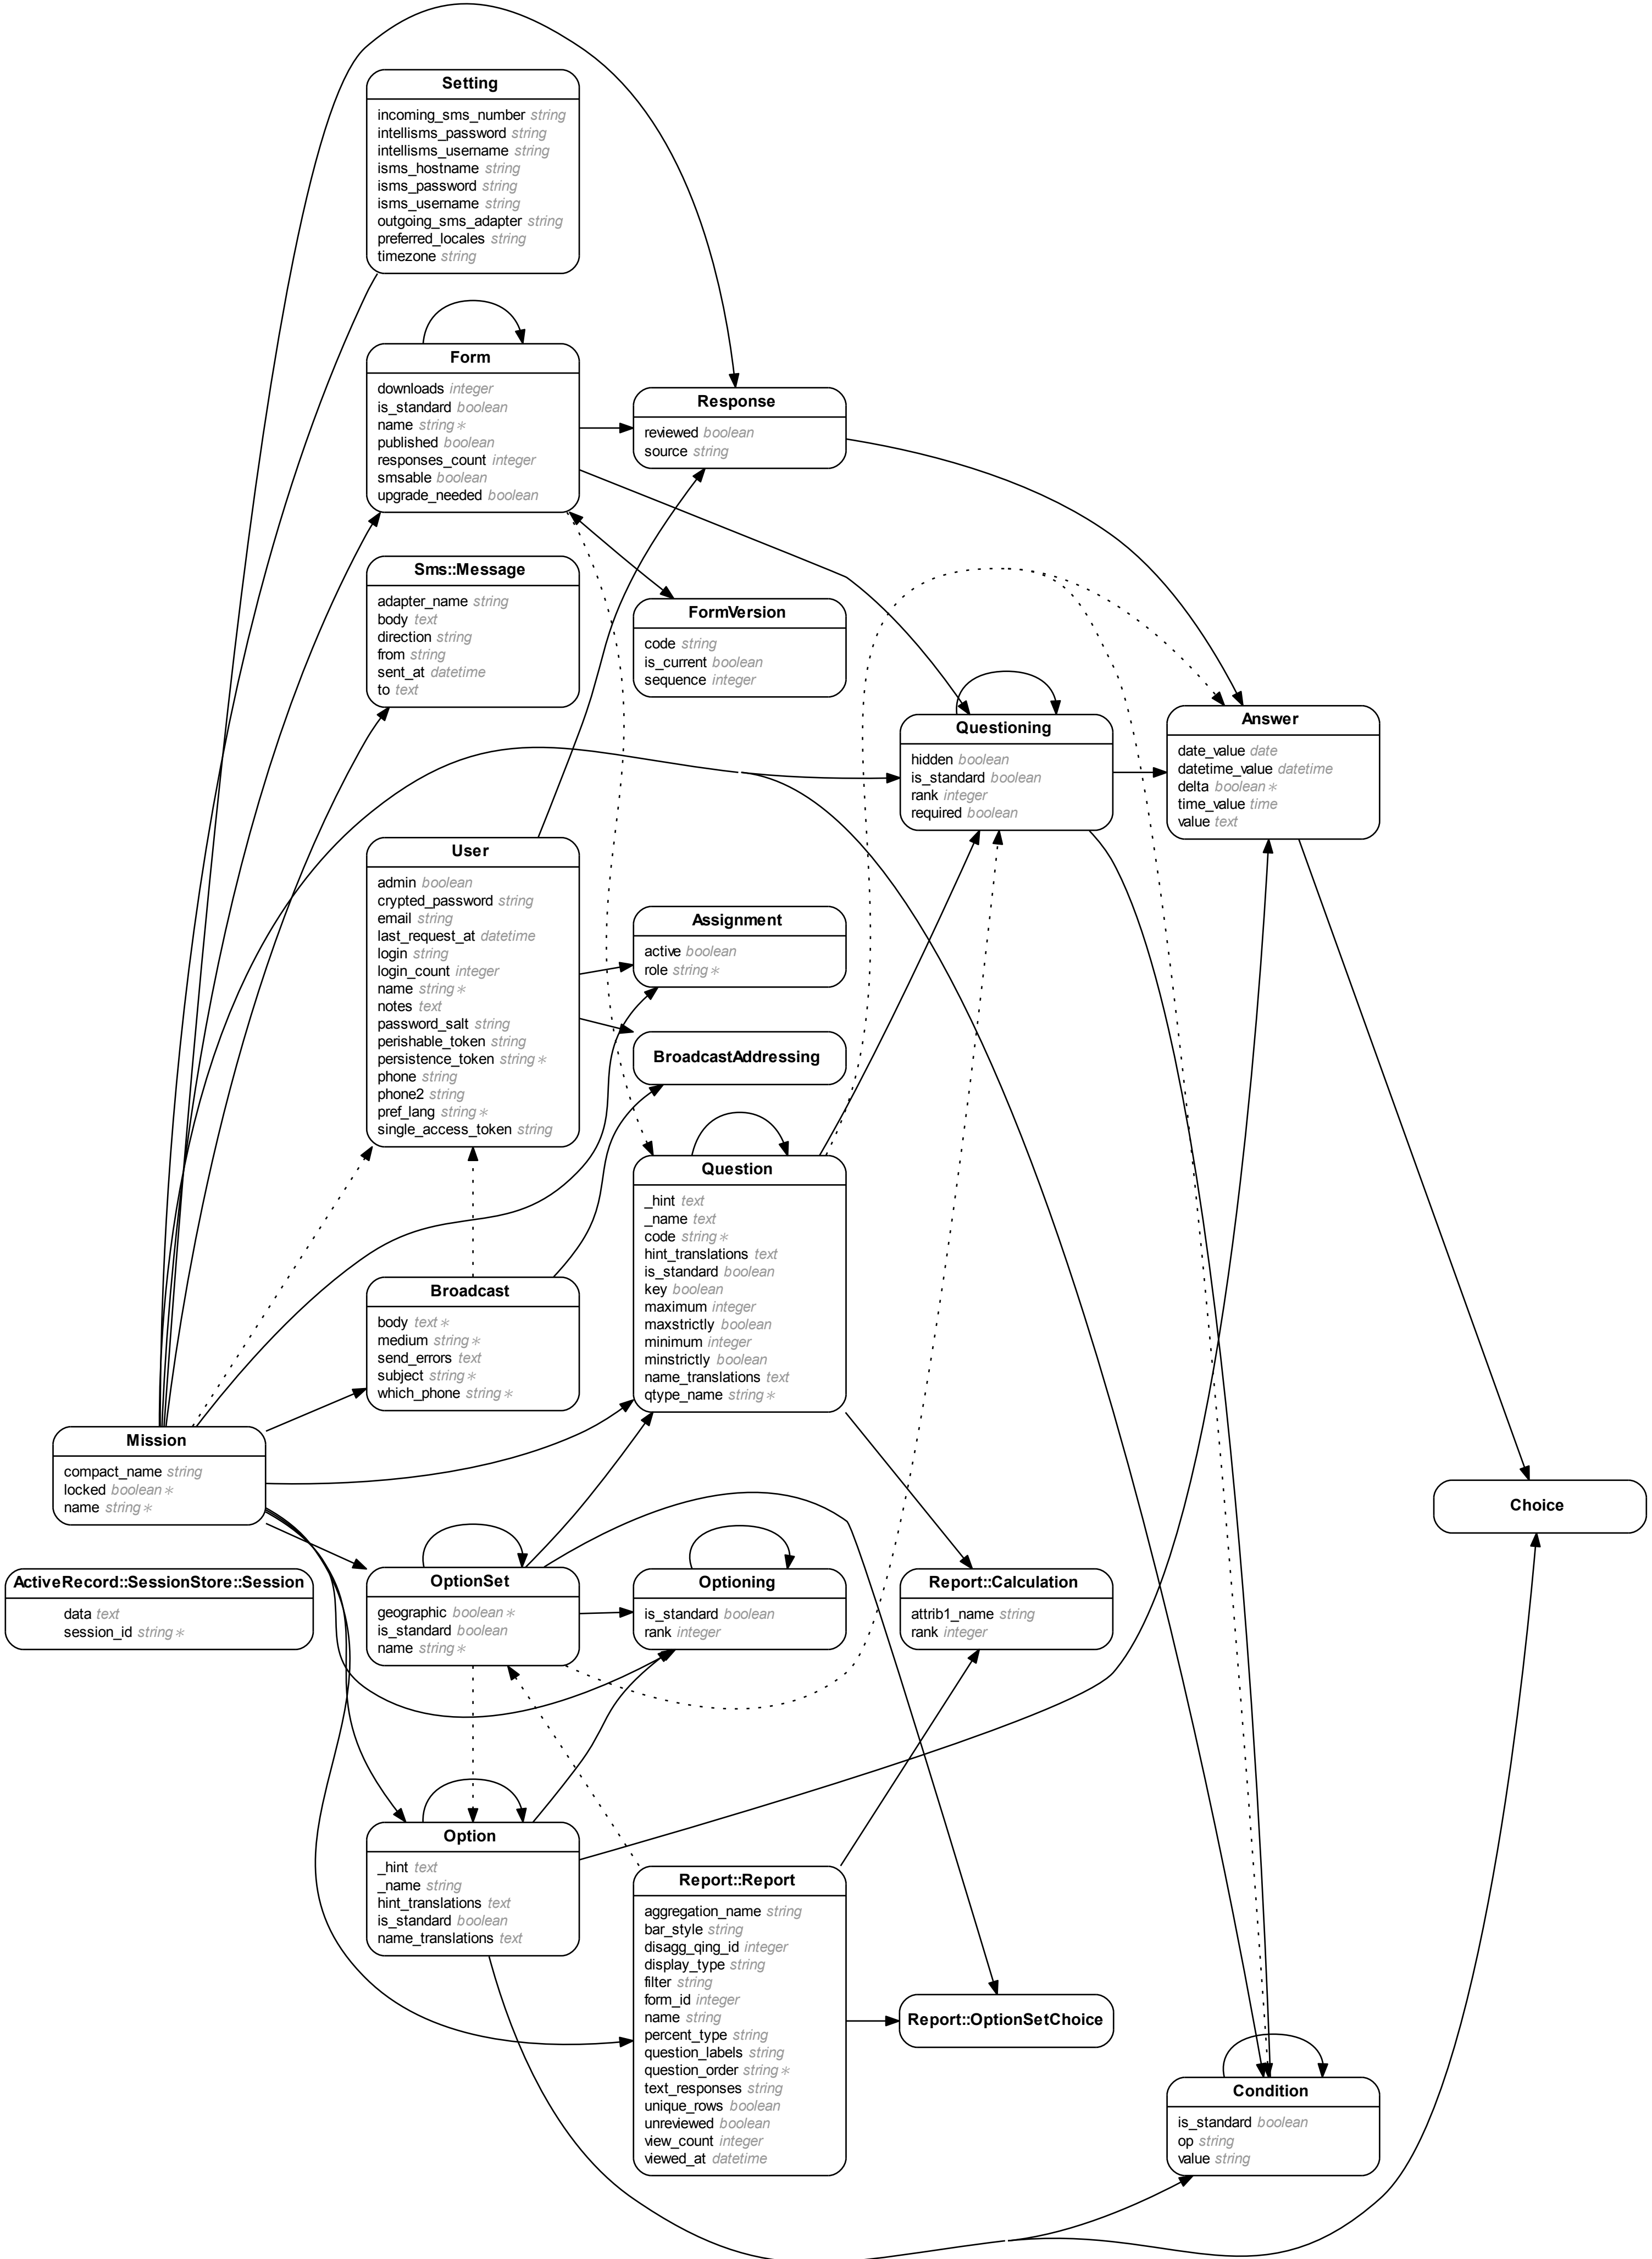 Setting
incoming_sms_number string
intellisms_password string
intellisms_username string
isms_hostname string
isms_password string
isms_username string
outgoing_sms_adapter string
preferred_locales string
timezone string
Form
downloads integer
is_standard boolean
name string ∗
published boolean
responses_count integer
smsable boolean
upgrade_needed boolean
Response
reviewed boolean
source string
Sms::Message
adapter_name string
body text
direction string
from string
sent_at datetime
to text
FormVersion
code string
is_current boolean
sequence integer
Questioning
hidden boolean
is_standard boolean
rank integer
required boolean
Answer
date_value date
datetime_value datetime
delta boolean ∗
time_value time
value text
User
admin boolean
crypted_password string
email string
last_request_at datetime
login string
login_count integer
name string ∗
notes text
password_salt string
perishable_token string
persistence_token string ∗
phone string
phone2 string
pref_lang string ∗
single_access_token string
Assignment
active boolean
role string ∗
BroadcastAddressing
Question
_hint text
_name text
code string ∗
hint_translations text
is_standard boolean
key boolean
maximum integer
maxstrictly boolean
minimum integer
minstrictly boolean
name_translations text
qtype_name string ∗
Broadcast
body text ∗
medium string ∗
send_errors text
subject string ∗
which_phone string ∗
Mission
compact_name string
locked boolean ∗
name string ∗
Choice
ActiveRecord::SessionStore::Session
data text
session_id string ∗
OptionSet
geographic boolean ∗
is_standard boolean
name string ∗
Optioning
is_standard boolean
rank integer
Report::Calculation
attrib1_name string
rank integer
Option
_hint text
_name string
hint_translations text
is_standard boolean
name_translations text
Report::Report
aggregation_name string
bar_style string
disagg_qing_id integer
display_type string
filter string
form_id integer
name string
percent_type string
question_labels string
question_order string ∗
text_responses string
unique_rows boolean
unreviewed boolean
view_count integer
viewed_at datetime
Report::OptionSetChoice
Condition
is_standard boolean
op string
value string